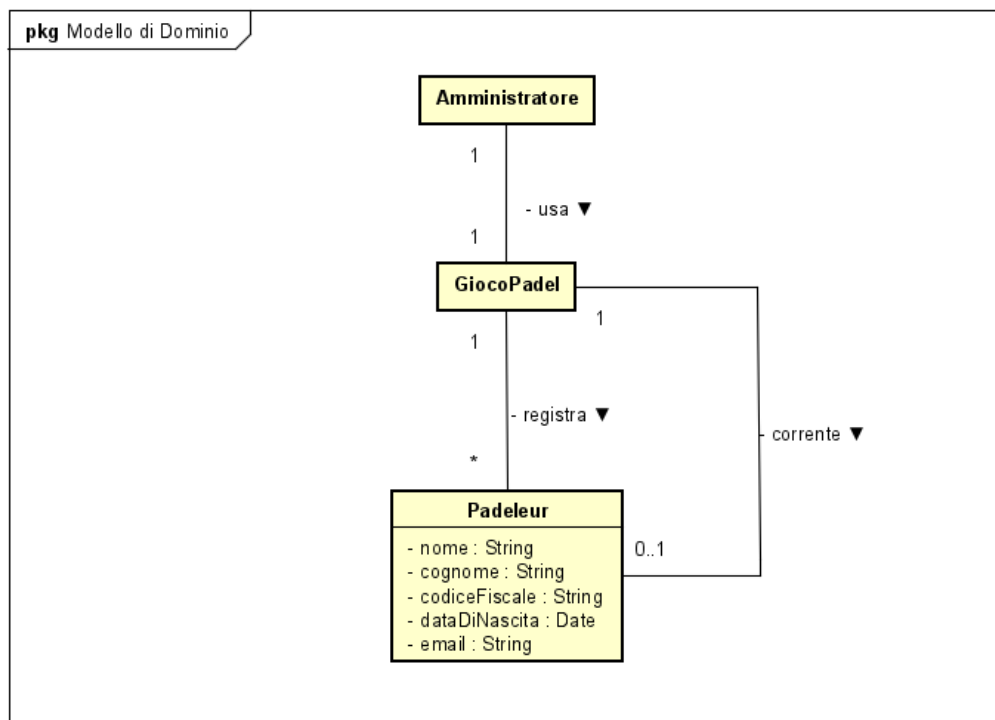 pkg Modello di Dominio
Amministratore
1
- usa ▼
1
GiocoPadel
1
1
- registra ▼
- corrente ▼
*
Padeleur
- nome : String
0..1
- cognome : String
- codiceFiscale : String
- dataDiNascita : Date
- email : String